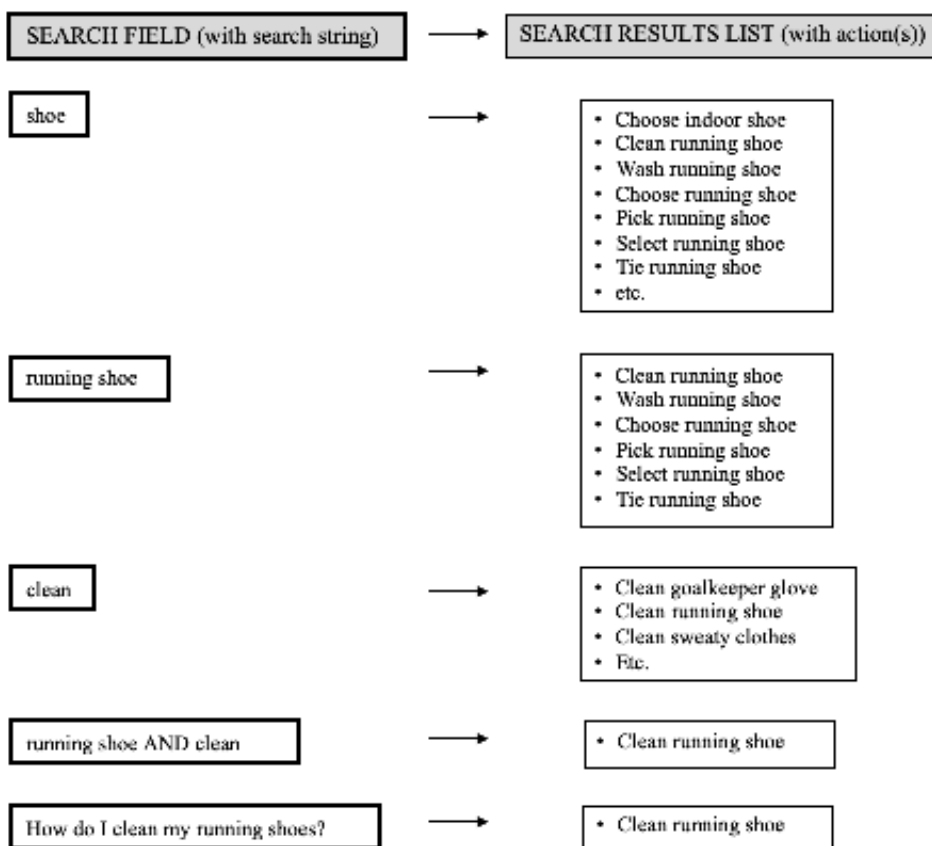 SEARCH FIELD (with search string)
SEARCH RESULTS LIST (with action(s))
shoe
• Choose indoor shoe
• Clean running shoe
• Wash running shoe
• Choose running shoe
• Pick running shoe
• Select running shoe
• Tie running shoe
• etc.
running shoe
• Clean running shoe
• Wash running shoe
• Choose running shoe
• Pick running shoe
• Select running shoe
• Tie running shoe
clean
• Clean goalkeeper glove
• Clean running shoe
• Clean sweaty clothes
• Etc.
running shoe AND clean
• Clean running shoe
How do I clean my running shoes?
• Clean running shoe